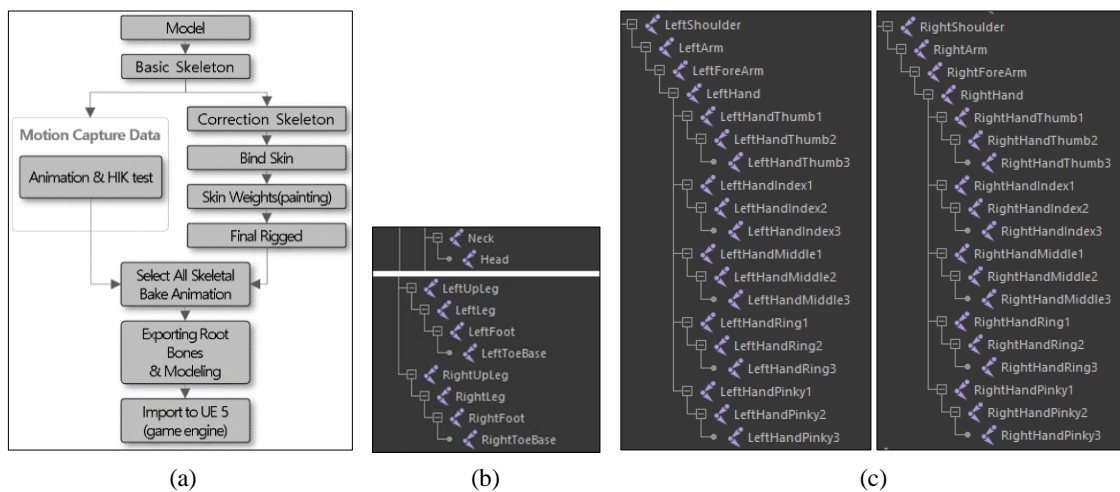 Model
Basic Skeleton
Motion Capture Data
Animation & HIK test
Correction Skeleton
Bind Skin
Skin Weights(painting)
Final Rigged
Select All Skeletal
Bake Animation
Exporting Root
Bones
& Modeling
Import to UE 5
(game engine)
(a)
Neck
Head
LeftUpLeg
LeftLeg
LeftFoot
LeftToeBase
RightUpLeg
RightLeg
RightFoot
RightToeBase
(b)
LeftShoulder
LeftArm
LeftForeArm
LeftHand
LeftHandThumb1
LeftHandThumb2
LeftHandThumb3
LeftHandIndex1
LeftHandIndex2
LeftHandIndex3
LeftHandMiddle1
LeftHandMiddle2
LeftHandMiddle3
LeftHandRing1
LeftHandRing2
LeftHandRing3
LeftHandPinky1
LeftHandPinky2
LeftHandPinky3
RightShoulder
RightArm
RightForeArm
RightHand
RightHandThumb1
RightHandThumb2
RightHandThumb3
RightHandIndex1
RightHandIndex2
RightHandIndex3
RightHandMiddle1
RightHandMiddle2
RightHandMiddle3
RightHandRing1
RightHandRing2
RightHandRing3
RightHandPinky1
RightHandPinky2
RightHandPinky3
(c)